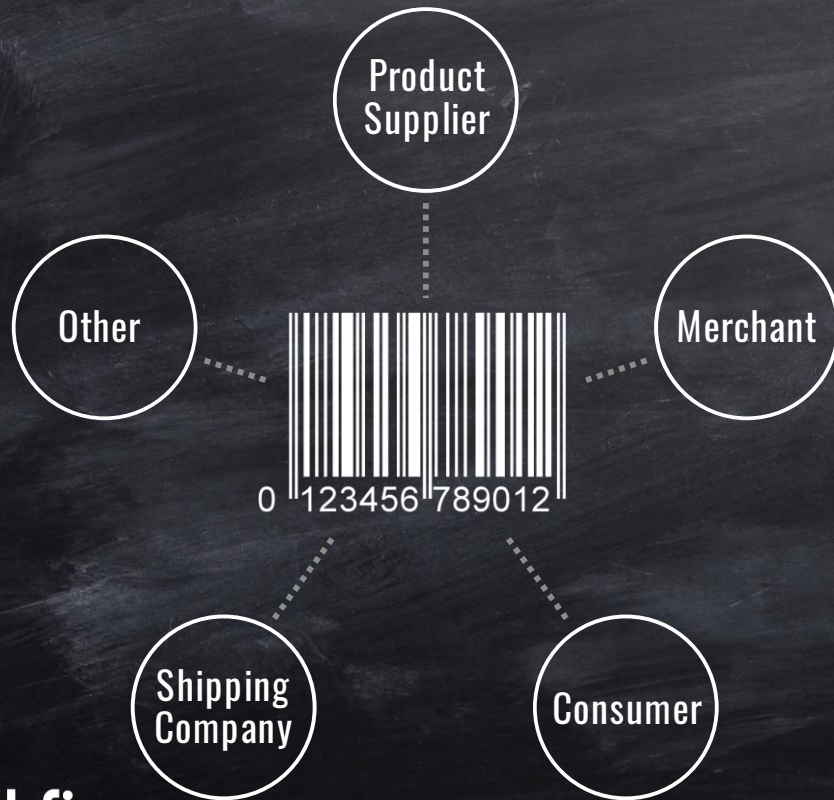 Product
Supplier
Other
Merchant
0 123456 789012
Shipping
Company
Consumer